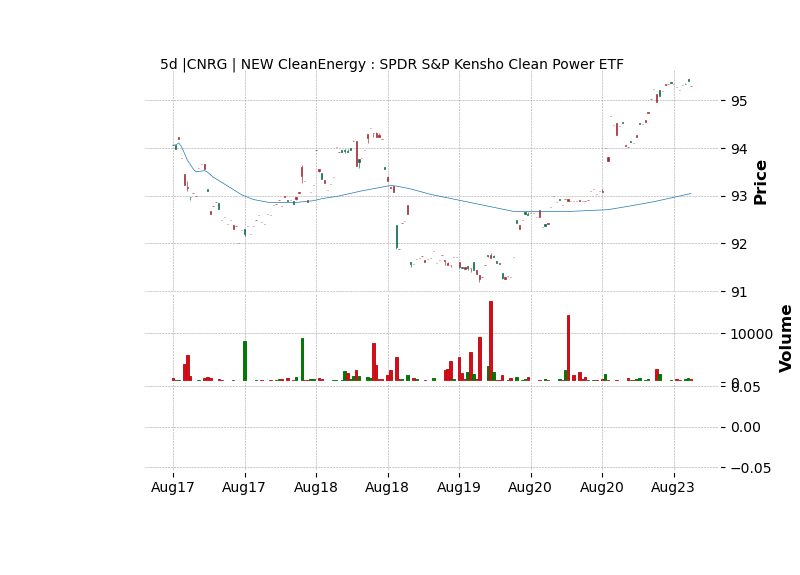 5d |CNRG | NEW CleanEnergy : SPDR S&P Kensho Clean Power ETF
95
94
93
92
91
Price
10000
0
Volume
0.05
0.00
−0.05
Aug17 Aug17 Aug18 Aug18 Aug19 Aug20 Aug20 Aug23